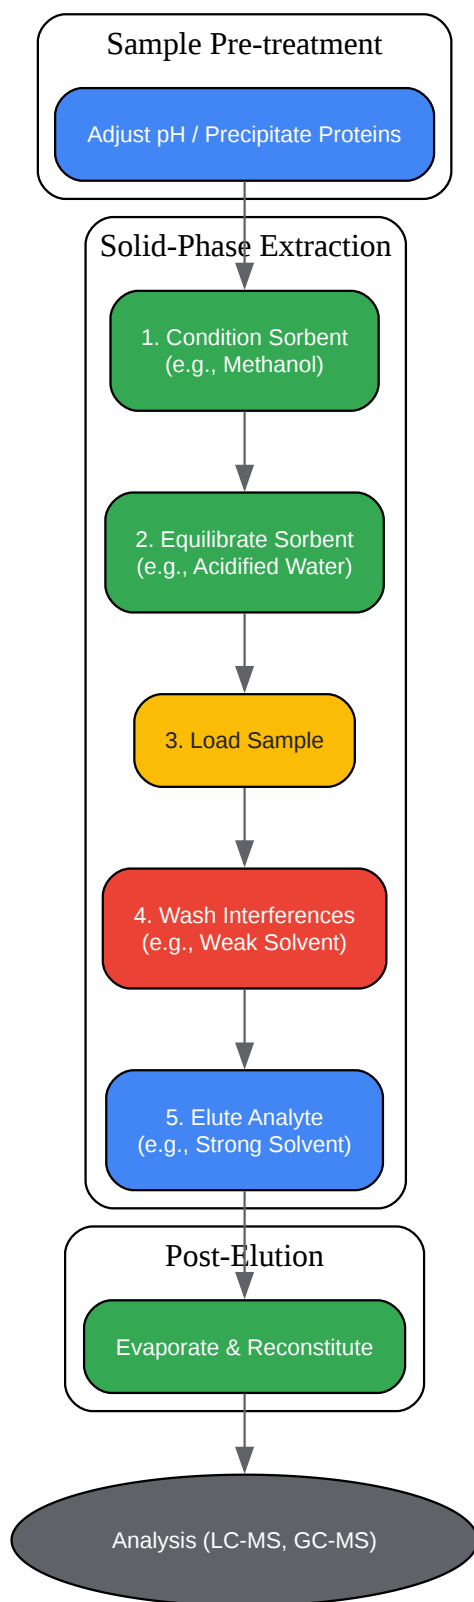 Sample Pre-treatment
Adjust pH / Precipitate Proteins
Solid-Phase Extraction
1. Condition Sorbent
(e.g., Methanol)
2. Equilibrate Sorbent
(e.g., Acidified Water)
3. Load Sample
4. Wash Interferences
(e.g., Weak Solvent)
5. Elute Analyte
(e.g., Strong Solvent)
Post-Elution
Evaporate & Reconstitute
Analysis (LC-MS, GC-MS)